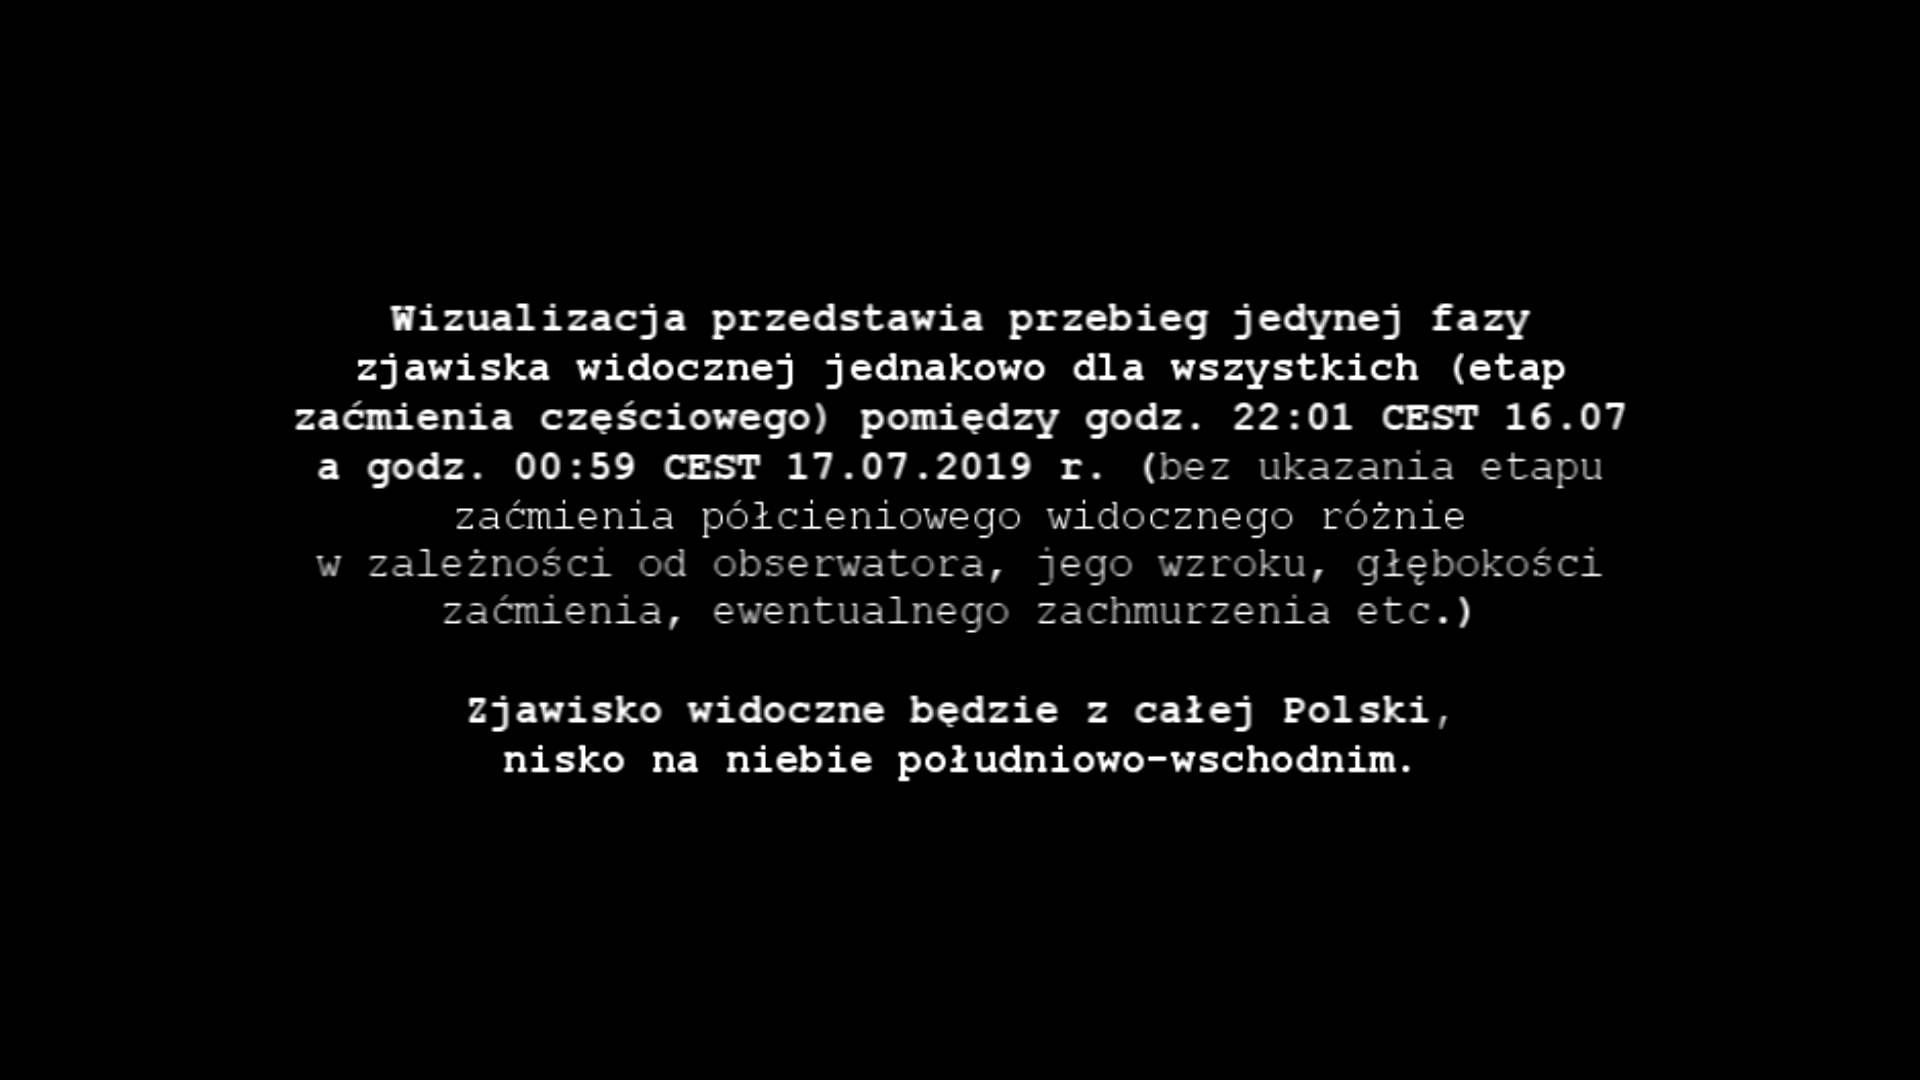 Wizualizacja przedstawia przebieg jedynej fazy
zjawiska widocznej jednakowo dla wszystkich (etap
zaćmienia częściowego) pomiędzy godz. 22:01 CEST 16.07
a godz. 00:59 CEST 17.07.2019 r. (bez ukazania etapu
zaćmienia półcieniowego widocznego różnie
w zależności od obserwatora, jego wzroku, głębokości
zaćmienia, ewentualnego zachmurzenia etc.)
Zjawisko widoczne będzie z całej Polski,
nisko na niebie południowo-wschodnim.